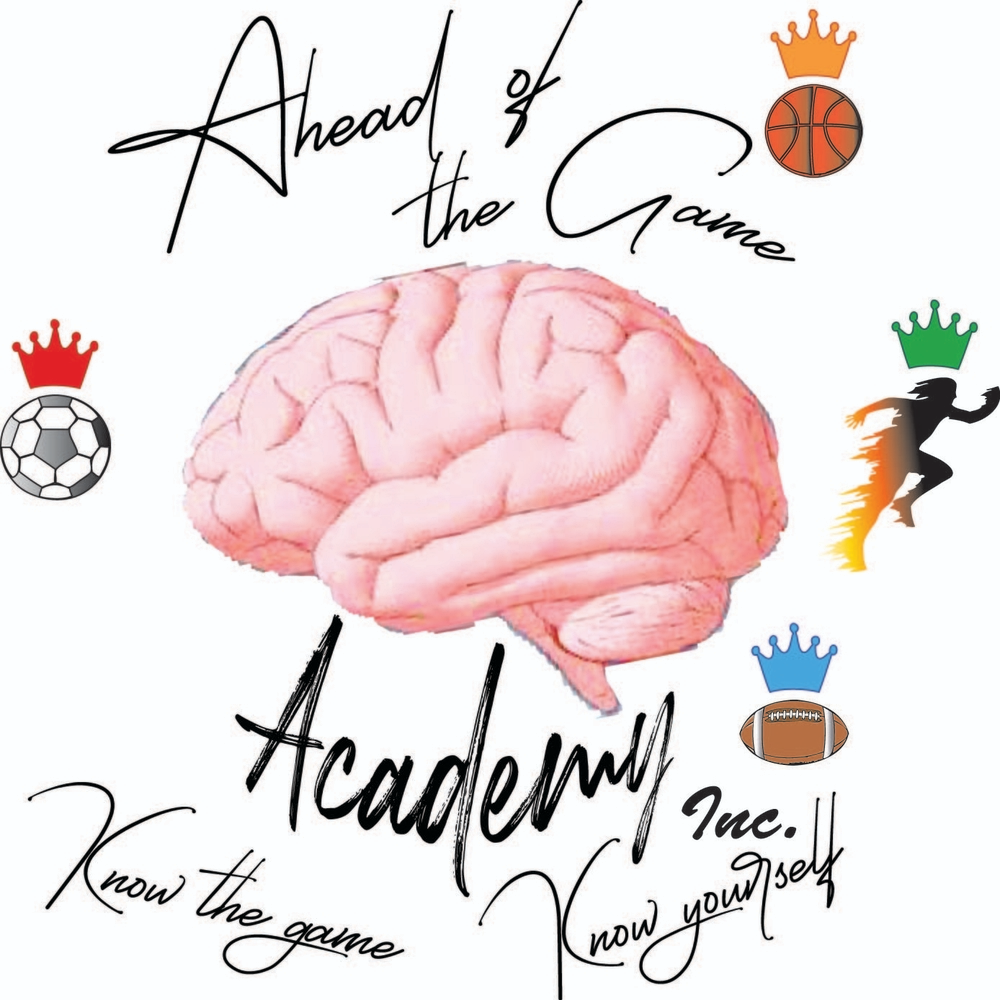 Ahead of
the Game
Academy
Inc.
Know the game
Know yourself